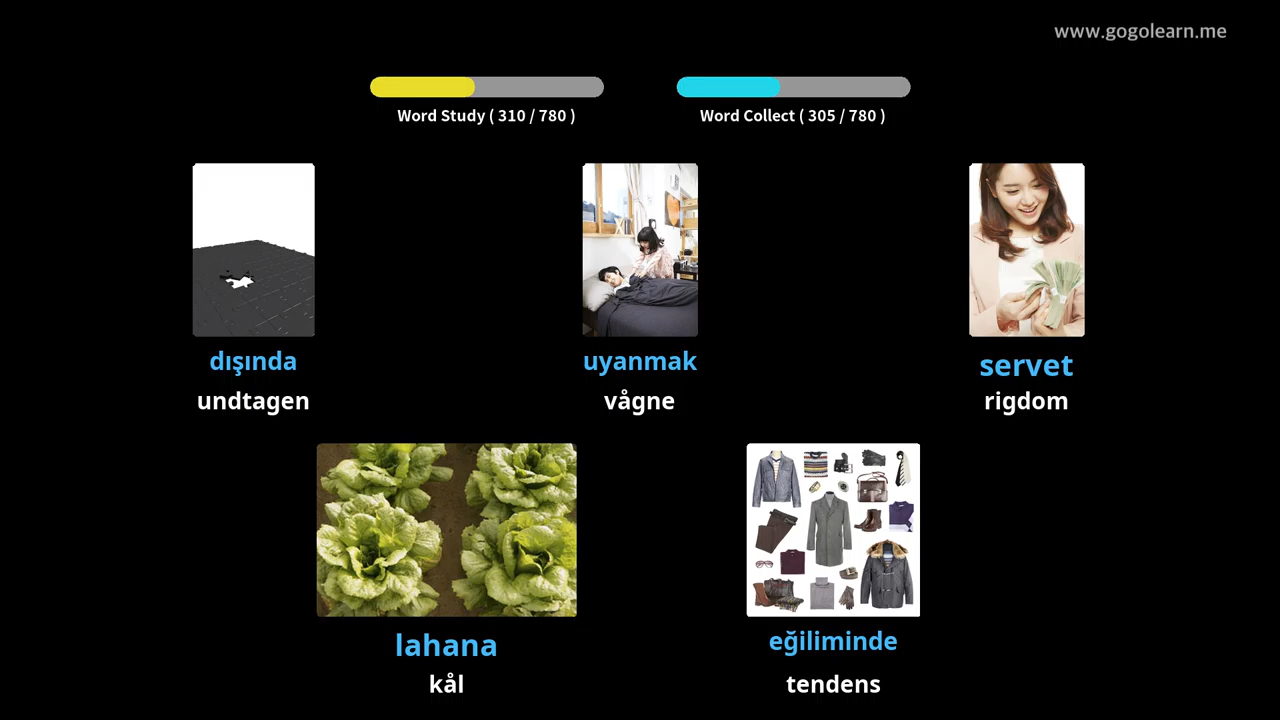 www.gogolearn.me
Word Study ( 310 / 780 )
Word Collect ( 305 / 780 )
dışında
undtagen
uyanmak
vågne
servet
rigdom
lahana
kål
eğiliminde
tendens